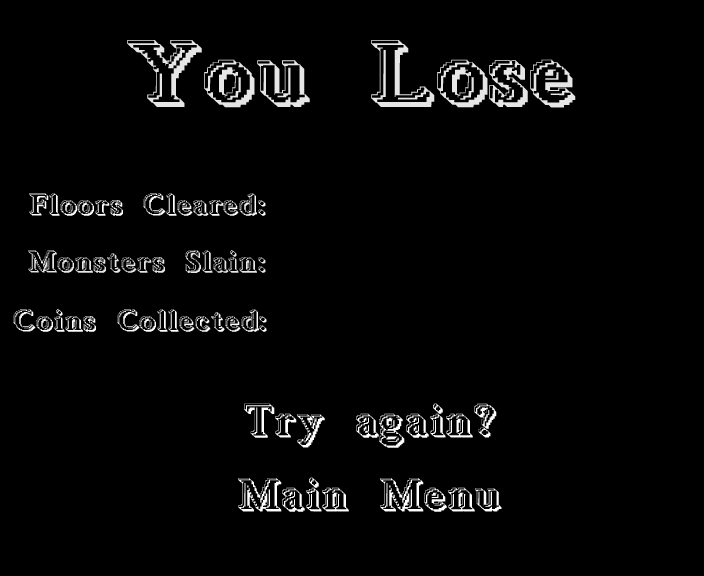 You Lose
Floors Cleared:
Monsters Slain:
Coins Collected:
Try again?
Main Menu